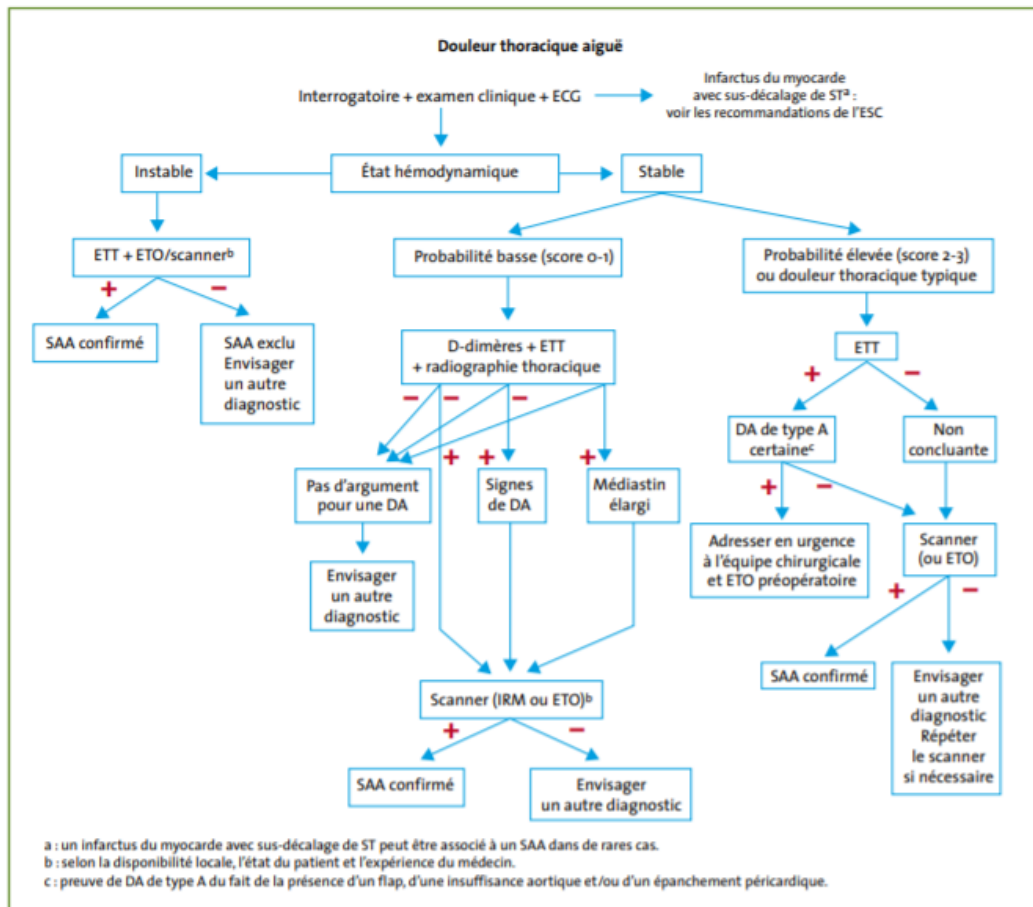 Douleur thoracique aiguë
Interrogatoire + examen clinique + ECG
Infarctus du myocarde
avec sus-décalage de STᵃ :
voir les recommandations de l'ESC
Instable
État hémodynamique
Stable
ETT + ETO/scannerᵇ
Probabilité basse (score 0-1)
Probabilité élevée (score 2-3)
ou douleur thoracique typique
+
−
SAA confirmé
SAA exclu
Envisager
un autre
diagnostic
D-dimères + ETT
+ radiographie thoracique
ETT
−
−
−
+
−
+
+
+
Pas d'argument
pour une DA
Signes
de DA
Médiastin
élargi
DA de type A
certaineᶜ
Non
concluante
+
−
Envisager
un autre
diagnostic
Adresser en urgence
à l'équipe chirurgicale
et ETO préopératoire
Scanner
(ou ETO)
+
−
Scanner (IRM ou ETO)ᵇ
+
−
SAA confirmé
Envisager
un autre diagnostic
SAA confirmé
Envisager
un autre
diagnostic
Répéter
le scanner
si nécessaire
a : un infarctus du myocarde avec sus-décalage de ST peut être associé à un SAA dans de rares cas.
b : selon la disponibilité locale, l'état du patient et l'expérience du médecin.
c : preuve de DA de type A du fait de la présence d'un flap, d'une insuffisance aortique et/ou d'un épanchement péricardique.